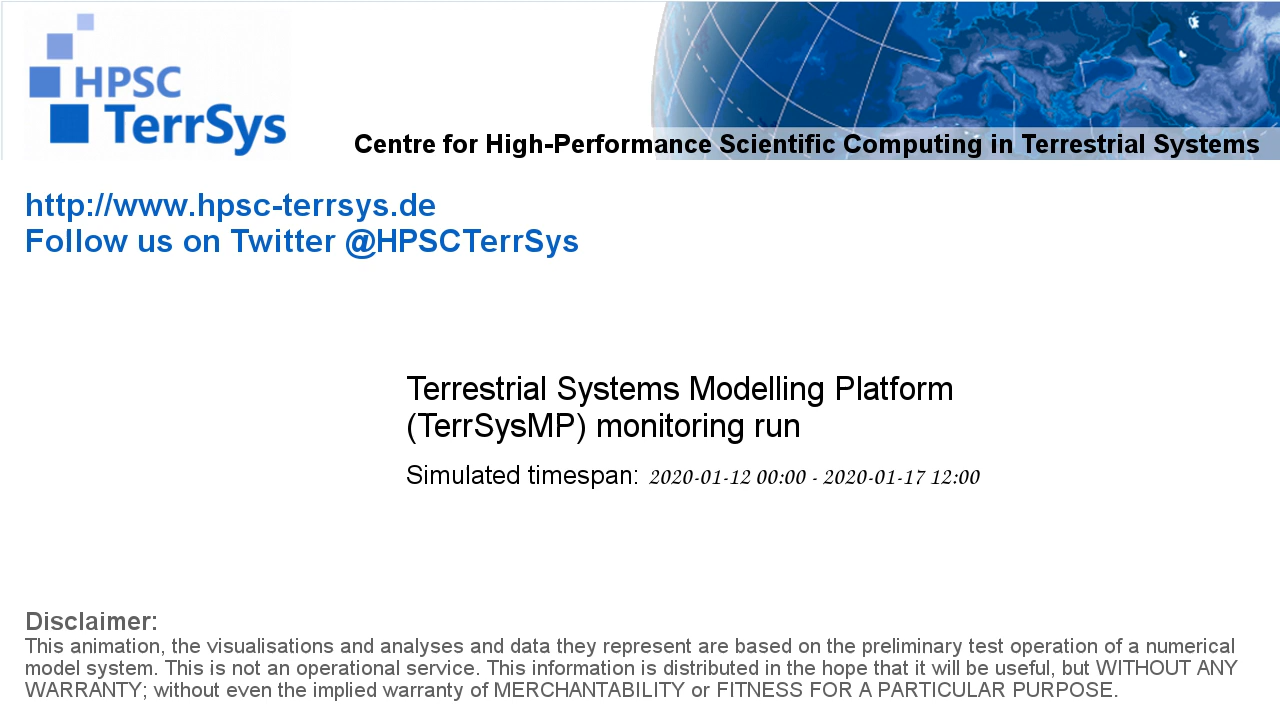 HPSC
TerrSys
Centre for High-Performance Scientific Computing in Terrestrial Systems
http://www.hpsc-terrsys.de
Follow us on Twitter @HPSCTerrSys
Terrestrial Systems Modelling Platform
(TerrSysMP) monitoring run
Simulated timespan: 2020-01-12 00:00 - 2020-01-17 12:00
Disclaimer:
This animation, the visualisations and analyses and data they represent are based on the preliminary test operation of a numerical
model system. This is not an operational service. This information is distributed in the hope that it will be useful, but WITHOUT ANY
WARRANTY; without even the implied warranty of MERCHANTABILITY or FITNESS FOR A PARTICULAR PURPOSE.